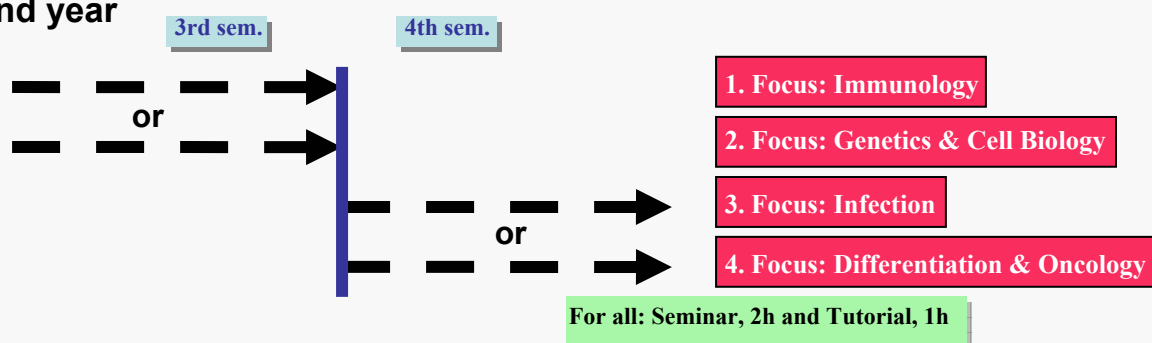 nd year
3rd sem.
4th sem.
1. Focus: Immunology
or
2. Focus: Genetics & Cell Biology
3. Focus: Infection
or
4. Focus: Differentiation & Oncology
For all: Seminar, 2h and Tutorial, 1h